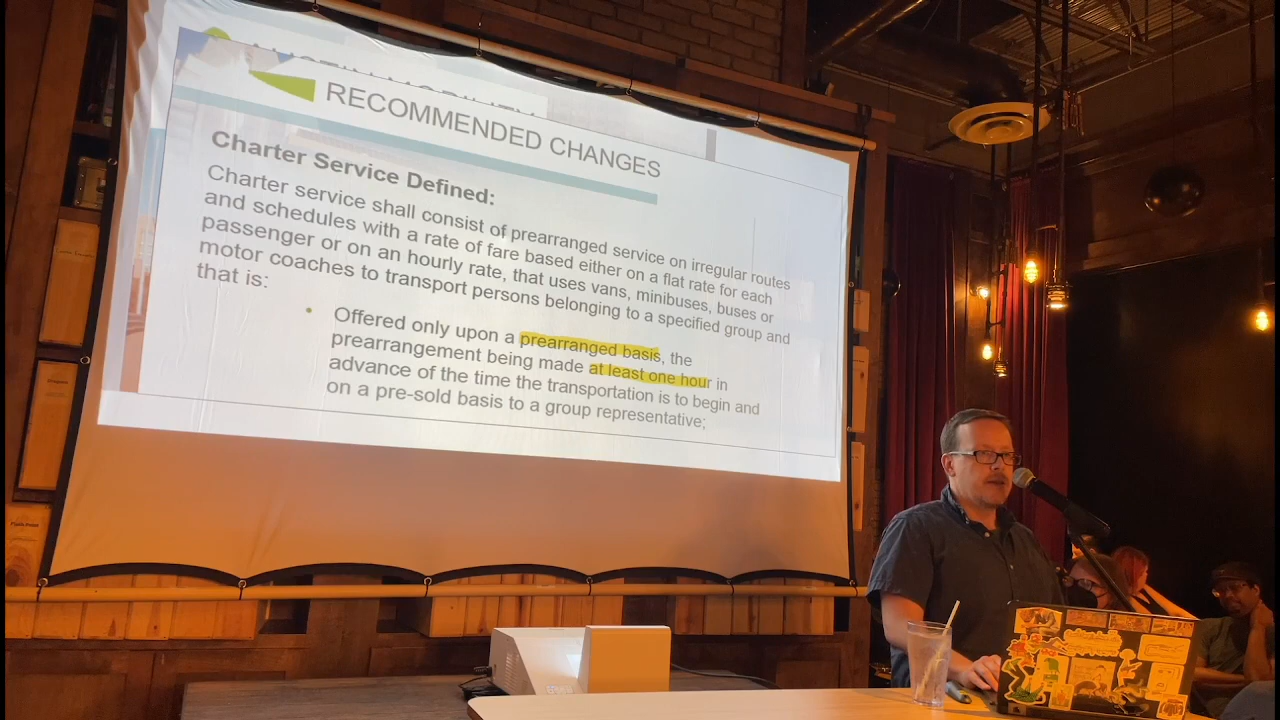 AUSTIN MOBILITY
RECOMMENDED CHANGES
Charter Service Defined:
Charter service shall consist of prearranged service on irregular routes
and schedules with a rate of fare based either on a flat rate for each
passenger or on an hourly rate, that uses vans, minibuses, buses or
motor coaches to transport persons belonging to a specified group and
that is:
• Offered only upon a prearranged basis, the
prearrangement being made at least one hour in
advance of the time the transportation is to begin and
on a pre-sold basis to a group representative;
EPSON